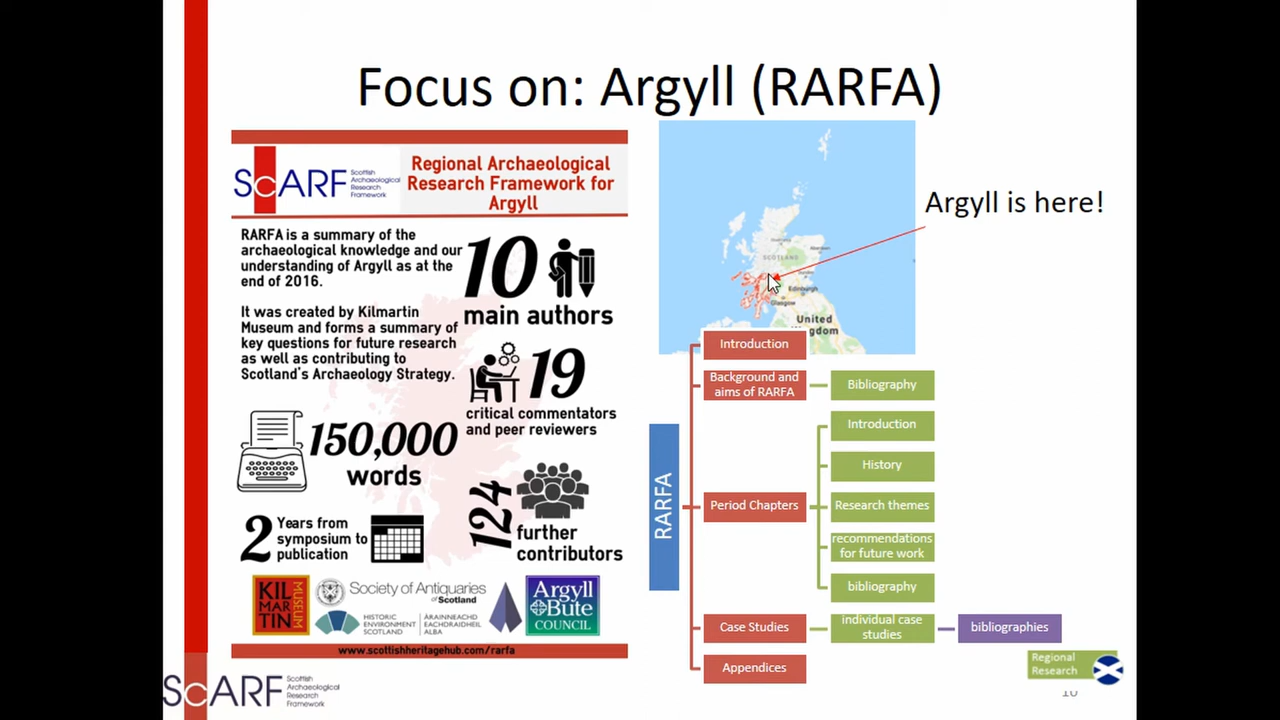 Focus on: Argyll (RARFA)
ScARF
Scottish
Archaeological
Research
Framework
Regional Archaeological
Research Framework for
Argyll
RARFA is a summary of the
archaeological knowledge and our
understanding of Argyll as at the
end of 2016.
It was created by Kilmartin
Museum and forms a summary of
key questions for future research
as well as contributing to
Scotland's Archaeology Strategy.
10
main authors
19
critical commentators
and peer reviewers
150,000
words
2
Years from
symposium to
publication
124
further
contributors
KIL
MAR
TIN
MUSEUM
Society of Antiquaries
of Scotland
HISTORIC
ENVIRONMENT
SCOTLAND
ÀRAINNEACHD
EACHDRAIDHEIL
ALBA
Argyll
Bute
COUNCIL
www.scottishheritagehub.com/rarfa
SCOTLAND
Edinburgh
Glasgow
United
gdom
Argyll is here!
RARFA
Introduction
Background and
aims of RARFA
Bibliography
Period Chapters
Introduction
History
Research themes
recommendations
for future work
bibliography
Case Studies
individual case
studies
bibliographies
Appendices
ScARF
Scottish
Archaeological
Research
Framework
Regional
Research